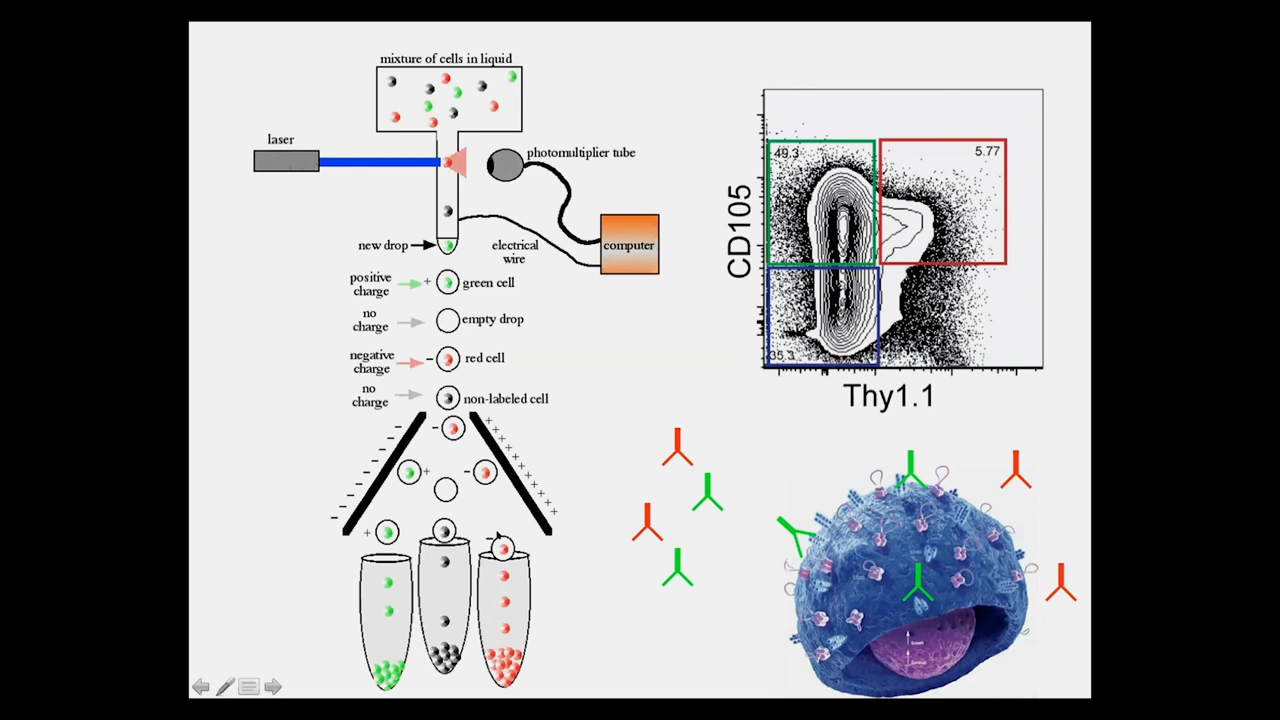 mixture of cells in liquid
laser
photomultiplier tube
new drop
electrical
wire
computer
positive
charge
+
green cell
no
charge
empty drop
negative
charge
-
red cell
no
charge
non-labeled cell
49.3
5.77
35.3
CD105
Thy1.1